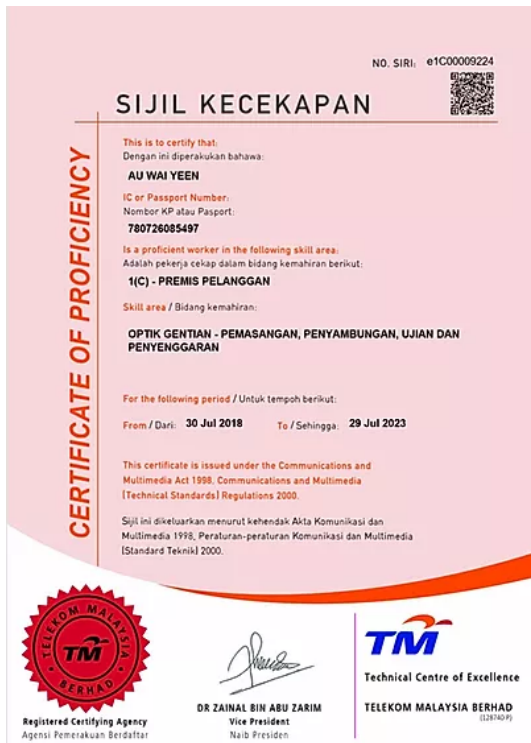 NO. SIRI: e1C00009224
SIJIL KECEKAPAN
CERTIFICATE OF PROFICIENCY
This is to certify that:
Dengan ini diperakukan bahawa:
AU WAI YEEN
IC or Passport Number:
Nombor KP atau Pasport:
780726085497
Is a proficient worker in the following skill area:
Adalah pekerja cekap dalam bidang kemahiran berikut:
1(C) - PREMIS PELANGGAN
Skill area / Bidang kemahiran:
OPTIK GENTIAN - PEMASANGAN, PENYAMBUNGAN, UJIAN DAN
PENYENGGARAN
For the following period / Untuk tempoh berikut:
From / Dari: 30 Jul 2018 To / Sehingga: 29 Jul 2023
This certificate is issued under the Communications and
Multimedia Act 1998, Communications and Multimedia
(Technical Standards) Regulations 2000.
Sijil ini dikeluarkan menurut kehendak Akta Komunikasi dan
Multimedia 1998, Peraturan-peraturan Komunikasi dan Multimedia
(Standard Teknik) 2000.
TELEKOM MALAYSIA
TM
BERHAD
Registered Certifying Agency
Agensi Pemerakuan Berdaftar
DR ZAINAL BIN ABU ZARIM
Vice President
Naib Presiden
TM
Technical Centre of Excellence
TELEKOM MALAYSIA BERHAD
(128740-P)